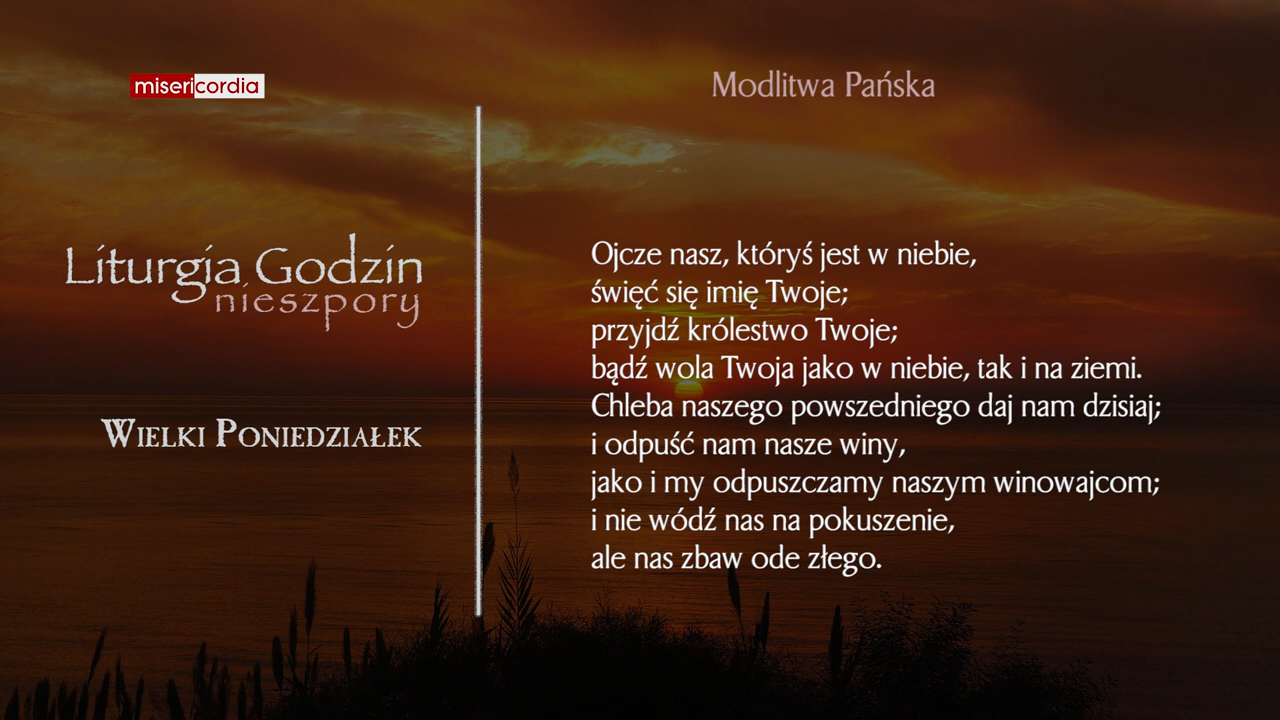 misericordia
Liturgia Godzin
nieszpory
Wielki Poniedziałek
Modlitwa Pańska
Ojcze nasz, któryś jest w niebie,
święć się imię Twoje;
przyjdź królestwo Twoje;
bądź wola Twoja jako w niebie, tak i na ziemi.
Chleba naszego powszedniego daj nam dzisiaj;
i odpuść nam nasze winy,
jako i my odpuszczamy naszym winowajcom;
i nie wódź nas na pokuszenie,
ale nas zbaw ode złego.